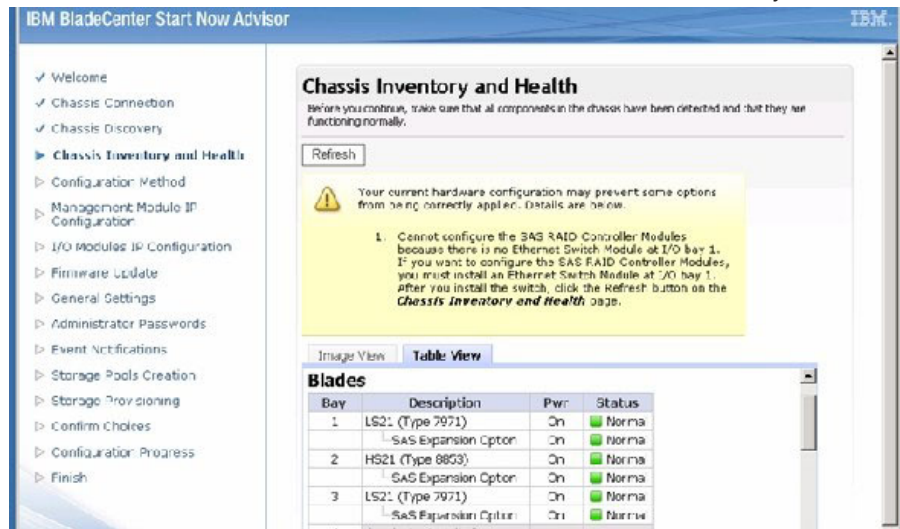 IBM BladeCenter Start Now Advisor
IBM.
Welcome
Chassis Connection
Chassis Discovery
Chassis Inventory and Health
Configuration Method
Management Module IP
Configuration
I/O Modules IP Configuration
Firmware Update
General Settings
Administrator Passwords
Event Notifications
Storage Pools Creation
Storage Provisioning
Confirm Choices
Configuration Progress
Finish
Chassis Inventory and Health
Before you continue, make sure that all components in the chassis have been detected and that they are
functioning normally.
Refresh
Your current hardware configuration may prevent some options
from being correctly applied. Details are below.
1. Cannot configure the SAS RAID Controller Modules
because there is no Ethernet Switch Module at I/O bay 1.
If you want to configure the SAS RAID Controller Modules,
you must install an Ethernet Switch Module at I/O bay 1.
After you install the switch, click the Refresh button on the
Chassis Inventory and Health page.
Image View Table View
Blades
Bay Description Pwr Status
1 LS21 (Type 7971) On Norma
SAS Expansion Option On Norma
2 HS21 (Type 8853) On Norma
SAS Expansion Option On Norma
3 LS21 (Type 7971) On Norma
SAS Expansion Option On Norma